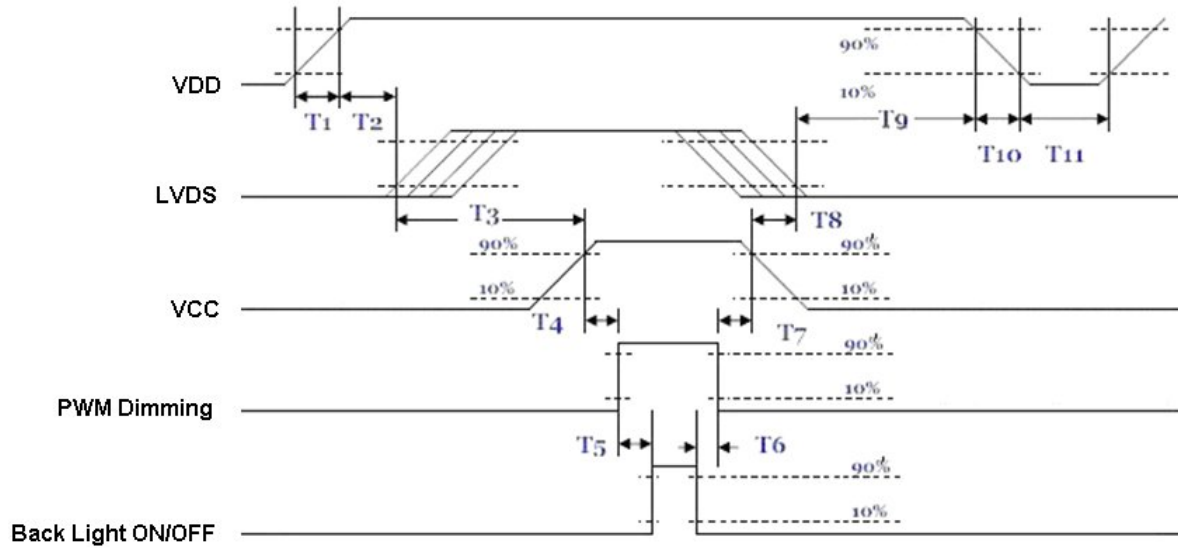 90%
VDD
10%
T1 T2 T9 T10 T11
LVDS
T3 T8
90% 90%
10% 10%
VCC
T4 T7
90%
10%
PWM Dimming
T5 T6
90%
10%
Back Light ON/OFF